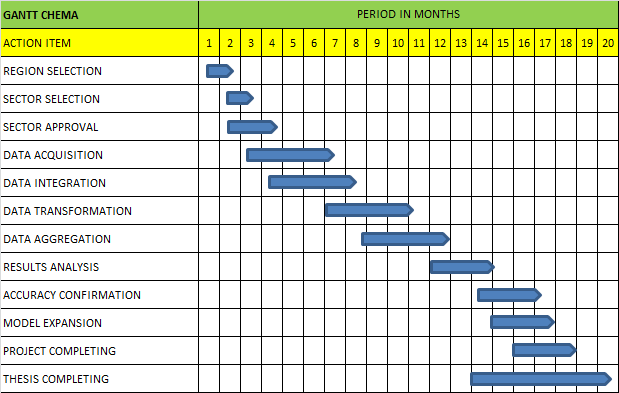 GANTT CHEMA PERIOD IN MONTHS
ACTION ITEM 1 2 3 4 5 6 7 8 9 10 11 12 13 14 15 16 17 18 19 20
REGION SELECTION
SECTOR SELECTION
SECTOR APPROVAL
DATA ACQUISITION
DATA INTEGRATION
DATA TRANSFORMATION
DATA AGGREGATION
RESULTS ANALYSIS
ACCURACY CONFIRMATION
MODEL EXPANSION
PROJECT COMPLETING
THESIS COMPLETING